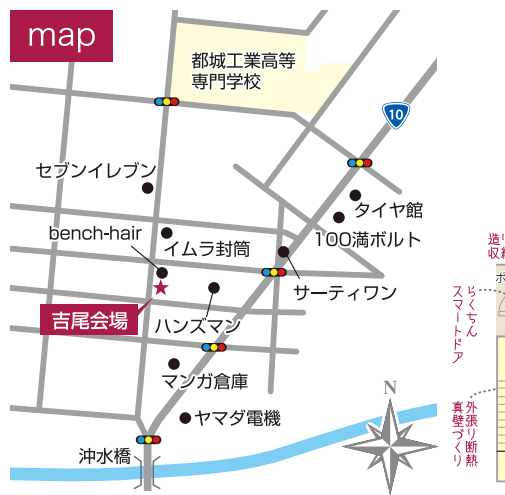 map
都城工業高等
専門学校
10
セブンイレブン
タイヤ館
bench-hair
イムラ封筒
100満ボルト
サーティワン
吉尾会場
ハンズマン
マンガ倉庫
ヤマダ電機
沖水橋
N
らくちん
スマートドア
外張り断熱
真壁づくり